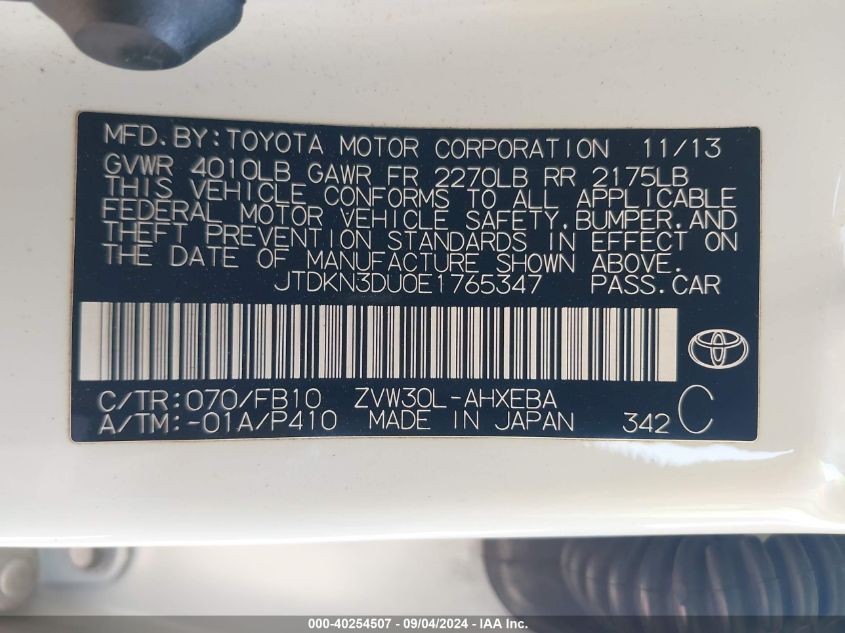 MFD. BY: TOYOTA MOTOR CORPORATION 11/13
GVWR 4010LB GAWR FR 2270LB RR 2175LB
THIS VEHICLE CONFORMS TO ALL APPLICABLE
FEDERAL MOTOR VEHICLE SAFETY, BUMPER, AND
THEFT PREVENTION STANDARDS IN EFFECT ON
THE DATE OF MANUFACTURE SHOWN ABOVE.
JTDKN3DU0E1765347 PASS.CAR
C/TR:070/FB10 ZVW30L-AHXEBA
A/TM:-01A/P410 MADE IN JAPAN 342 C
000-40254507 - 09/04/2024 - IAA Inc.